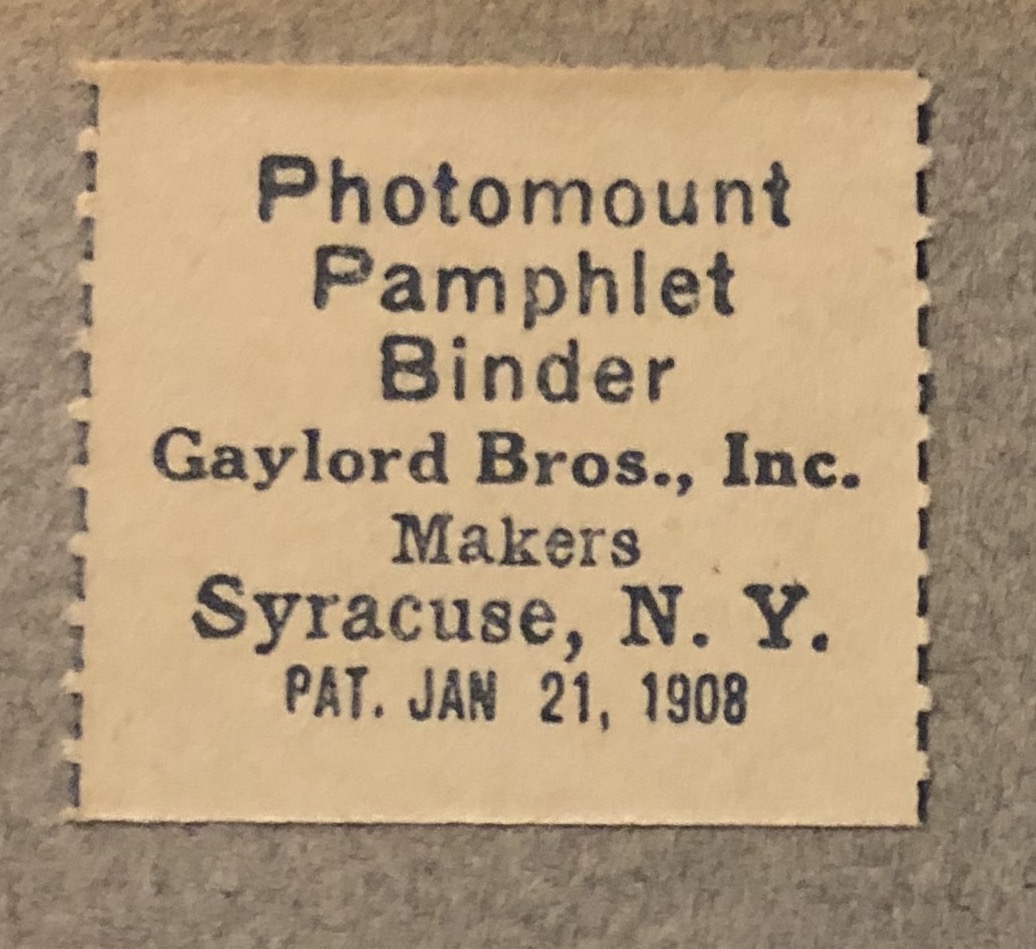 Photomount
Pamphlet
Binder
Gaylord Bros., Inc.
Makers
Syracuse, N. Y.
PAT. JAN 21, 1908